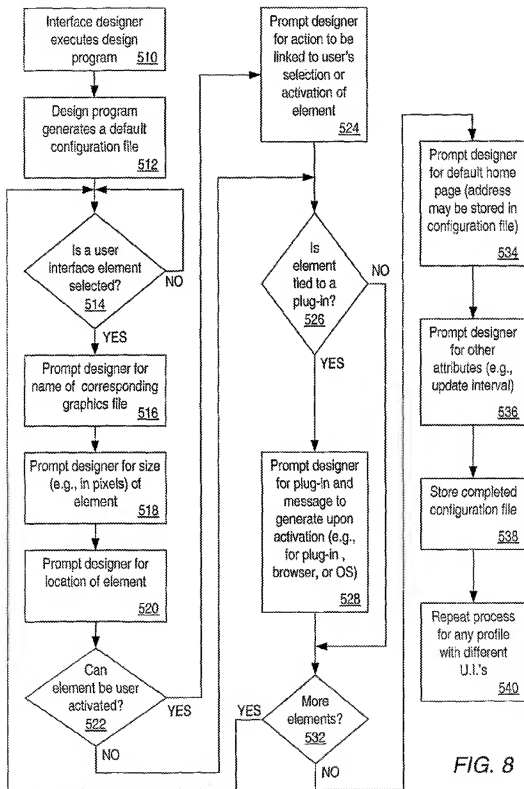 Interface designer
executes design
program 510
Design program
generates a default
configuration file
512
Is a user
interface element
selected?
514
NO
YES
Prompt designer for
name of corresponding
graphics file
516
Prompt designer for size
(e.g., in pixels) of
element
518
Prompt designer for
location of element
520
Can
element be user
activated?
522
YES
NO
Prompt designer
for action to be
linked to user's
selection or
activation of
element
524
Is
element
tied to a
plug-in?
526
NO
YES
Prompt designer
for plug-in and
message to
generate upon
activation (e.g.,
for plug-in ,
browser, or OS)
528
More
elements?
532
YES
NO
Prompt designer
for default home
page (address
may be stored in
configuration file)
534
Prompt designer
for other
attributes (e.g.,
update interval)
536
Store completed
configuration file
538
Repeat process
for any profile
with different
U.I.'s
540
FIG. 8